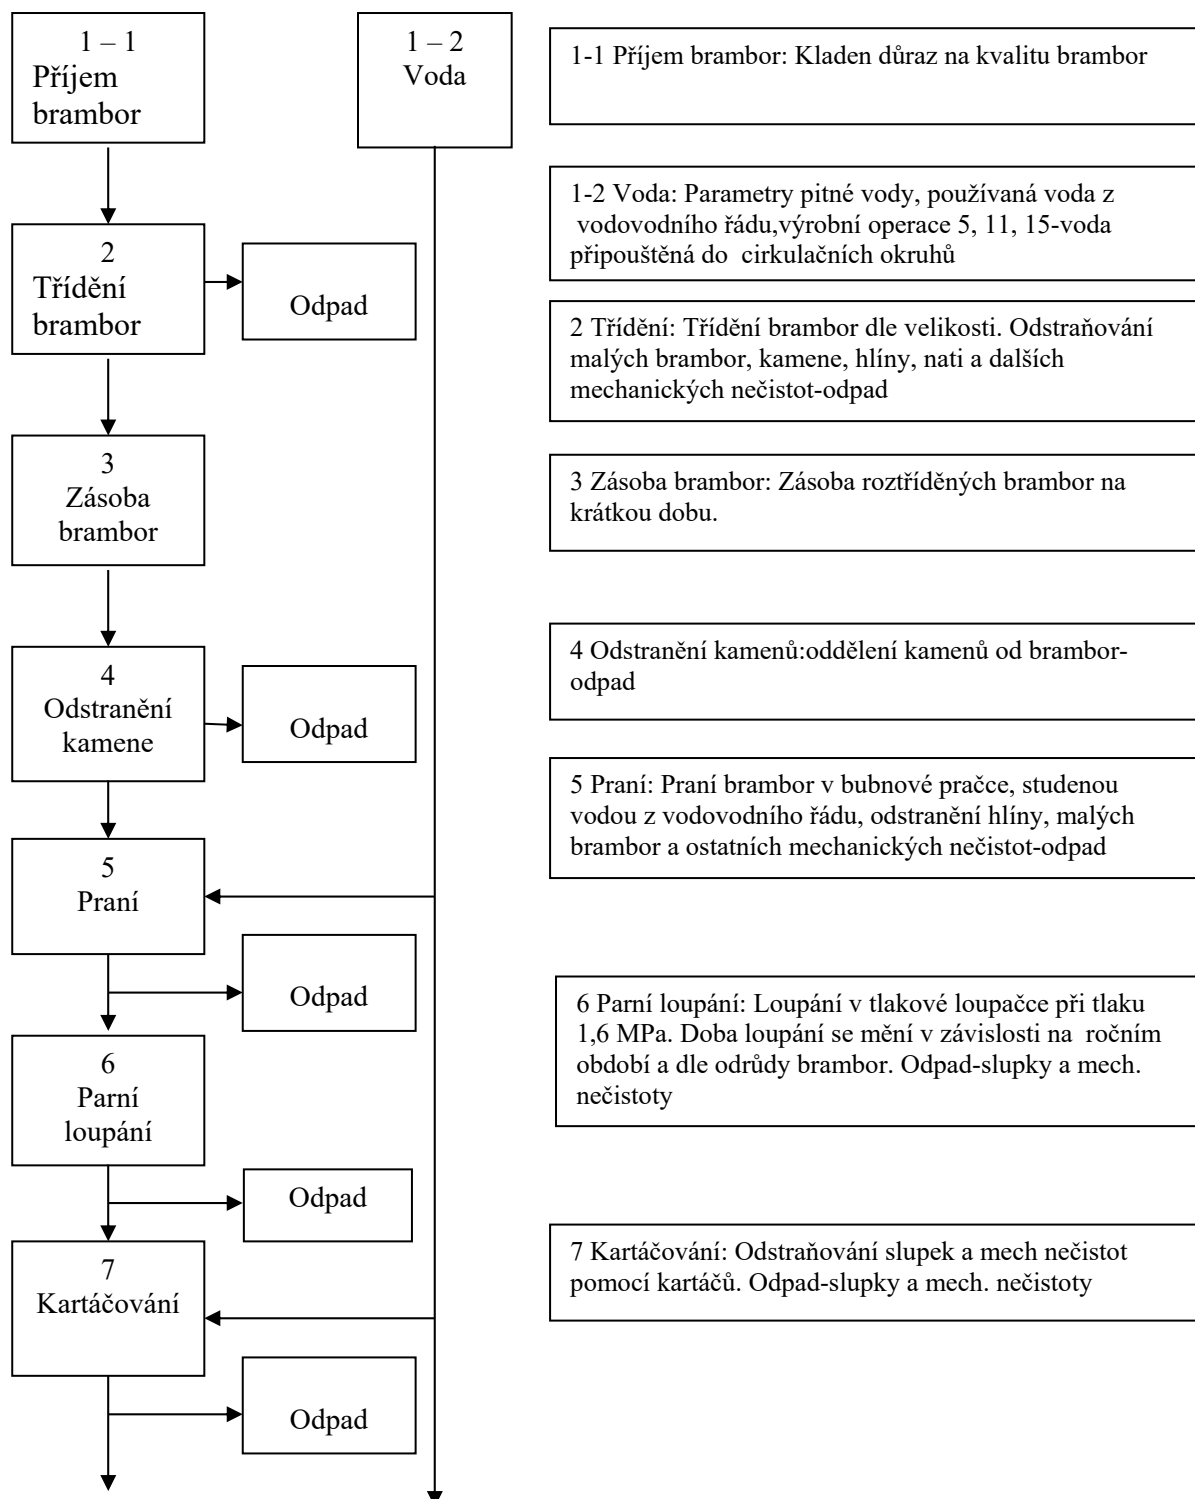 1 – 1
Příjem
brambor
1 – 2
Voda
1-1 Příjem brambor: Kladen důraz na kvalitu brambor
1-2 Voda: Parametry pitné vody, používaná voda z
vodovodního řádu,výrobní operace 5, 11, 15-voda
připouštěná do cirkulačních okruhů
2
Třídění
brambor
Odpad
2 Třídění: Třídění brambor dle velikosti. Odstraňování
malých brambor, kamene, hlíny, nati a dalších
mechanických nečistot-odpad
3
Zásoba
brambor
3 Zásoba brambor: Zásoba roztříděných brambor na
krátkou dobu.
4
Odstranění
kamene
Odpad
4 Odstranění kamenů:oddělení kamenů od brambor-
odpad
5
Praní
5 Praní: Praní brambor v bubnové pračce, studenou
vodou z vodovodního řádu, odstranění hlíny, malých
brambor a ostatních mechanických nečistot-odpad
Odpad
6
Parní
loupání
6 Parní loupání: Loupání v tlakové loupačce při tlaku
1,6 MPa. Doba loupání se mění v závislosti na ročním
období a dle odrůdy brambor. Odpad-slupky a mech.
nečistoty
Odpad
7
Kartáčování
7 Kartáčování: Odstraňování slupek a mech nečistot
pomocí kartáčů. Odpad-slupky a mech. nečistoty
Odpad